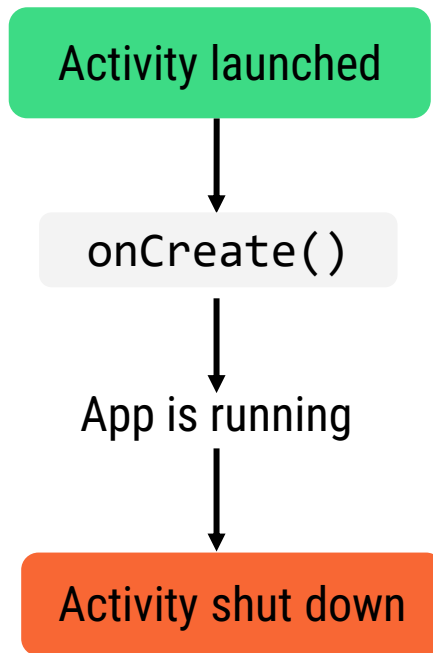 Activity launched
onCreate()
App is running
Activity shut down